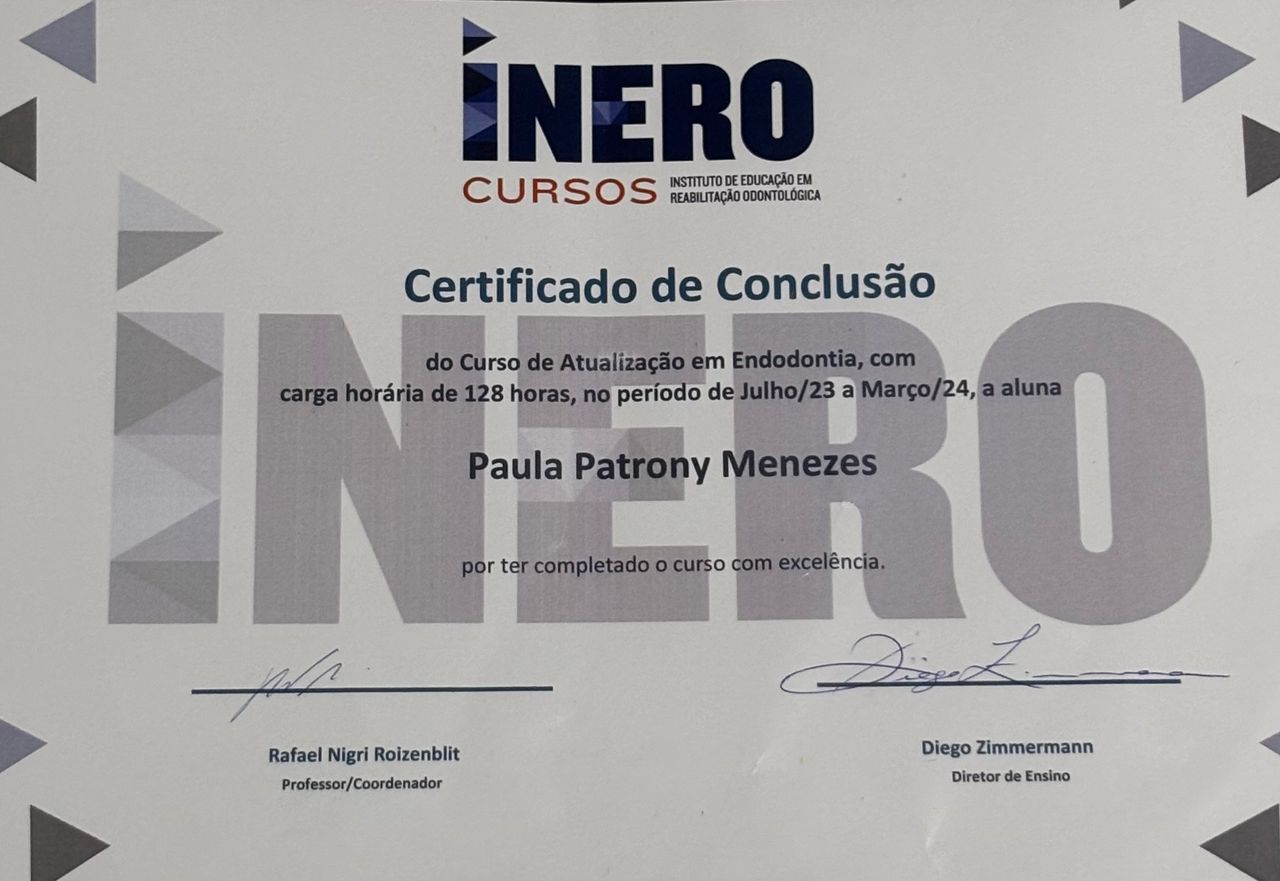 INERO
CURSOS
INSTITUTO DE EDUCAÇÃO EM
REABILITAÇÃO ODONTOLÓGICA
Certificado de Conclusão
do Curso de Atualização em Endodontia, com
carga horária de 128 horas, no período de Julho/23 a Março/24, a aluna
INERO
Paula Patrony Menezes
por ter completado o curso com excelência.
Diego Z
Rafael Nigri Roizenblit
Professor/Coordenador
Diego Zimmermann
Diretor de Ensino